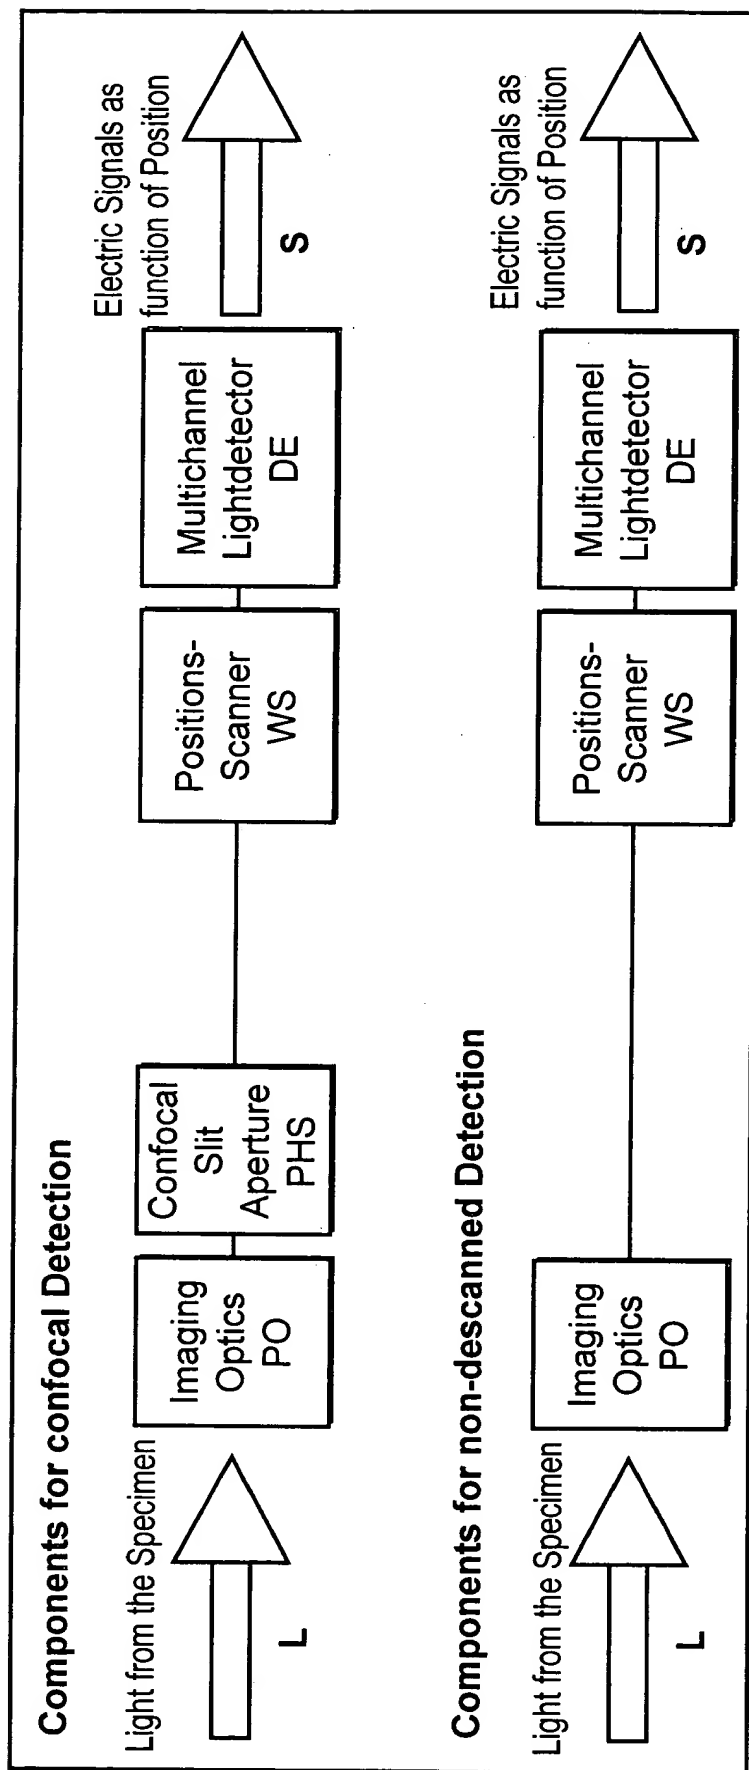 Components for confocal Detection
Light from the Specimen
L
Imaging
Optics
PO
Confocal
Slit
Aperture
PHS
Positions-
Scanner
WS
Multichannel
Lightdetector
DE
Electric Signals as
function of Position
S
Components for non-descanned Detection
Light from the Specimen
L
Imaging
Optics
PO
Positions-
Scanner
WS
Multichannel
Lightdetector
DE
Electric Signals as
function of Position
S